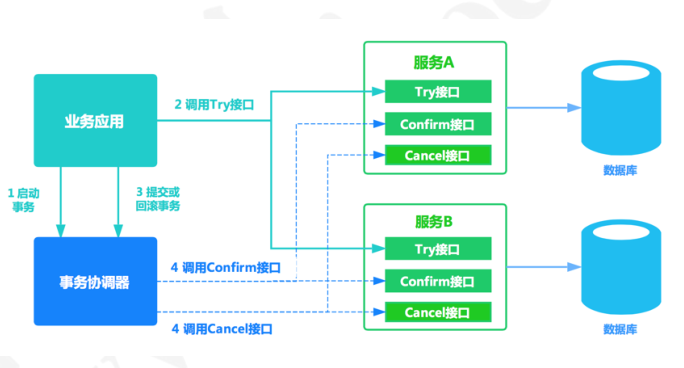 服务A
Try接口
Confirm接口
Cancel接口
数据库
业务应用
2 调用Try接口
1 启动
事务
3 提交或
回滚事务
服务B
Try接口
Confirm接口
Cancel接口
数据库
事务协调器
4 调用Confirm接口
4 调用Cancel接口